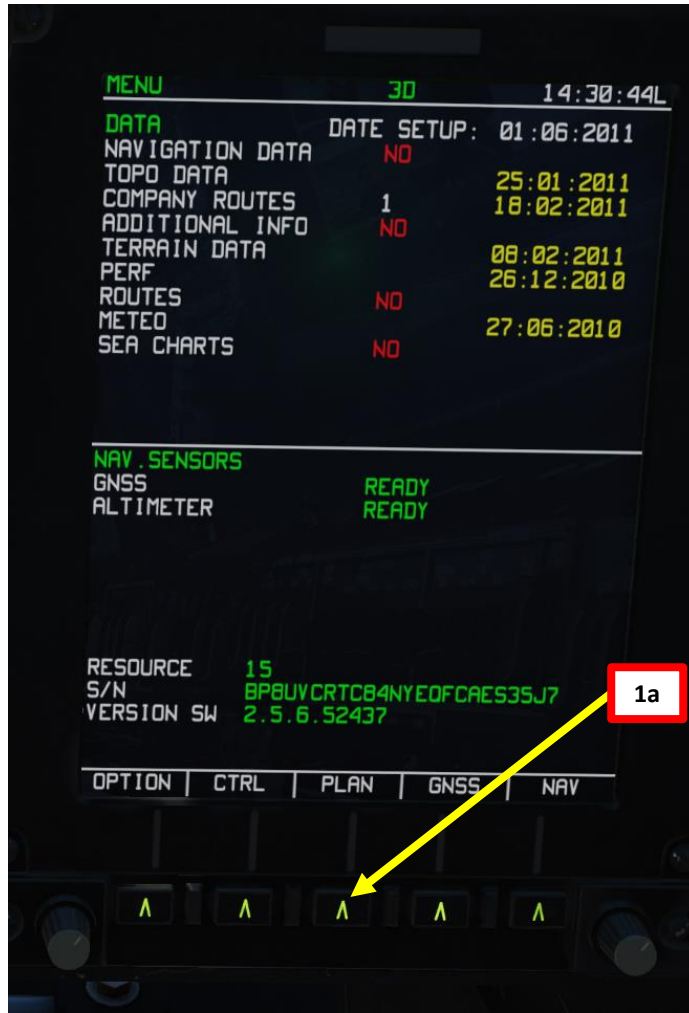 MENU 3D 14:30:44L
DATA DATE SETUP: 01:06:2011
NAVIGATION DATA NO
TOPO DATA 25:01:2011
COMPANY ROUTES 1 18:02:2011
ADDITIONAL INFO NO
TERRAIN DATA 08:02:2011
PERF 26:12:2010
ROUTES NO
METEO 27:06:2010
SEA CHARTS NO
NAV.SENSORS
GNSS READY
ALTIMETER READY
RESOURCE 15
S/N BP8UVCRTC84NYEOFCAES35J7
VERSION SW 2.5.6.52437
1a
OPTION | CTRL | PLAN | GNSS | NAV
Λ Λ Λ Λ Λ